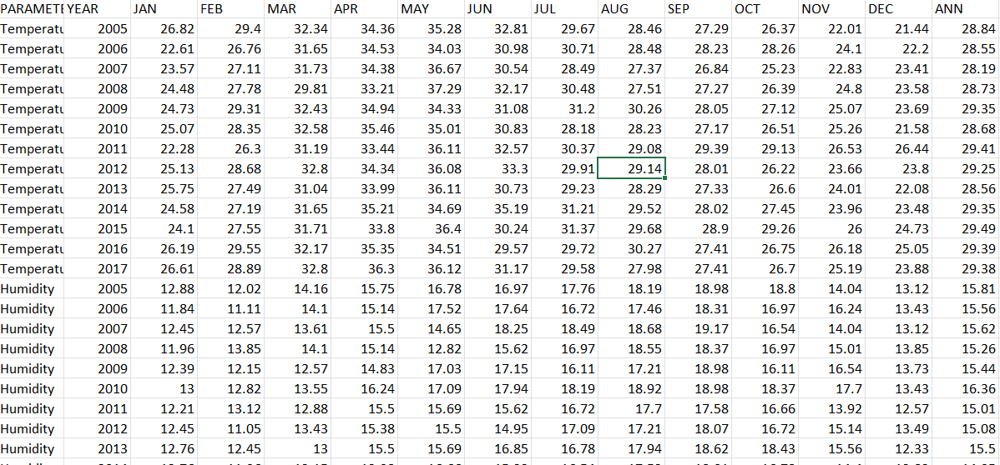 PARAMETE YEAR JAN FEB MAR APR MAY JUN JUL AUG SEP OCT NOV DEC ANN
Temperatu 2005 26.82 29.4 32.34 34.36 35.28 32.81 29.67 28.46 27.29 26.37 22.01 21.44 28.84
Temperatu 2006 22.61 26.76 31.65 34.53 34.03 30.98 30.71 28.48 28.23 28.26 24.1 22.2 28.55
Temperatu 2007 23.57 27.11 31.73 34.38 36.67 30.54 28.49 27.37 26.84 25.23 22.83 23.41 28.19
Temperatu 2008 24.48 27.78 29.81 33.21 37.29 32.17 30.48 27.51 27.27 26.39 24.8 23.58 28.73
Temperatu 2009 24.73 29.31 32.43 34.94 34.33 31.08 31.2 30.26 28.05 27.12 25.07 23.69 29.35
Temperatu 2010 25.07 28.35 32.58 35.46 35.01 30.83 28.18 28.23 27.17 26.51 25.26 21.58 28.68
Temperatu 2011 22.28 26.3 31.19 33.44 36.11 32.57 30.37 29.08 29.39 29.13 26.53 26.44 29.41
Temperatu 2012 25.13 28.68 32.8 34.34 36.08 33.3 29.91 29.14 28.01 26.22 23.66 23.8 29.25
Temperatu 2013 25.75 27.49 31.04 33.99 36.11 30.73 29.23 28.29 27.33 26.6 24.01 22.08 28.56
Temperatu 2014 24.58 27.19 31.65 35.21 34.69 35.19 31.21 29.52 28.02 27.45 23.96 23.48 29.35
Temperatu 2015 24.1 27.55 31.71 33.8 36.4 30.24 31.37 29.68 28.9 29.26 26 24.73 29.49
Temperatu 2016 26.19 29.55 32.17 35.35 34.51 29.57 29.72 30.27 27.41 26.75 26.18 25.05 29.39
Temperatu 2017 26.61 28.89 32.8 36.3 36.12 31.17 29.58 27.98 27.41 26.7 25.19 23.88 29.38
Humidity 2005 12.88 12.02 14.16 15.75 16.78 16.97 17.76 18.19 18.98 18.8 14.04 13.12 15.81
Humidity 2006 11.84 11.11 14.1 15.14 17.52 17.64 16.72 17.46 18.31 16.97 16.24 13.43 15.56
Humidity 2007 12.45 12.57 13.61 15.5 14.65 18.25 18.49 18.68 19.17 16.54 14.04 13.12 15.62
Humidity 2008 11.96 13.85 14.1 15.14 12.82 15.62 16.97 18.55 18.37 16.97 15.01 13.85 15.26
Humidity 2009 12.39 12.15 12.57 14.83 17.03 17.15 16.11 17.21 18.98 16.11 16.54 13.73 15.44
Humidity 2010 13 12.82 13.55 16.24 17.09 17.94 18.19 18.92 18.98 18.37 17.7 13.43 16.36
Humidity 2011 12.21 13.12 12.88 15.5 15.69 15.62 16.72 17.7 17.58 16.66 13.92 12.57 15.01
Humidity 2012 12.45 11.05 13.43 15.38 15.5 14.95 17.09 17.21 18.07 16.72 15.14 13.49 15.08
Humidity 2013 12.76 12.45 13 15.5 15.69 16.85 16.78 17.94 18.62 18.43 15.56 12.33 15.5